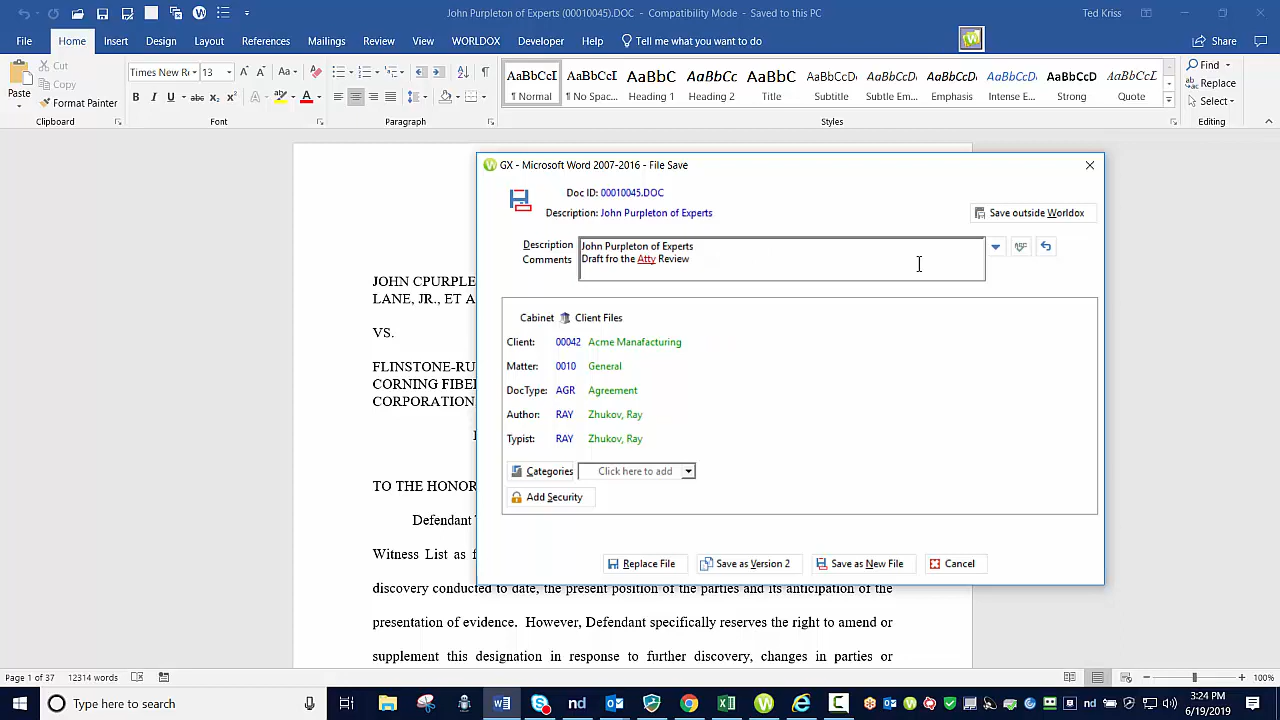 John Purpleton of Experts (00010045).DOC - Compatibility Mode - Saved to this PC
Ted Kriss
File Home Insert Design Layout References Mailings Review View WORLDOX Developer Help Tell me what you want to do Share
Paste
Cut
Copy
Format Painter
Clipboard
Times New R 13
Font
Paragraph
AaBbCcI AaBbCcI AaBbC AaBbCc AaBbC AaBbCcD AaBbCcDc AaBbCcDc AaBbCcDc AaBbCcDc AaBbCcDc
¶ Normal ¶ No Spac... Heading 1 Heading 2 Title Subtitle Subtle Em... Emphasis Intense E... Strong Quote
Styles
Find
Replace
Select
Editing
JOHN CPURPLE
LANE, JR., ET A
VS.
FLINSTONE-RU
CORNING FIBER
CORPORATION
TO THE HONOR
Defendant
Witness List as f
discovery conducted to date, the present position of the parties and its anticipation of the
presentation of evidence. However, Defendant specifically reserves the right to amend or
supplement this designation in response to further discovery, changes in parties or
GX - Microsoft Word 2007-2016 - File Save
Doc ID: 00010045.DOC
Description: John Purpleton of Experts
Save outside Worldox
Description
Comments
John Purpleton of Experts
Draft fro the Atty Review
Cabinet Client Files
Client: 00042 Acme Manafacturing
Matter: 0010 General
DocType: AGR Agreement
Author: RAY Zhukov, Ray
Typist: RAY Zhukov, Ray
Categories Click here to add
Add Security
Replace File Save as Version 2 Save as New File Cancel
Page 1 of 37 12314 words 100%
Type here to search
3:24 PM
6/19/2019